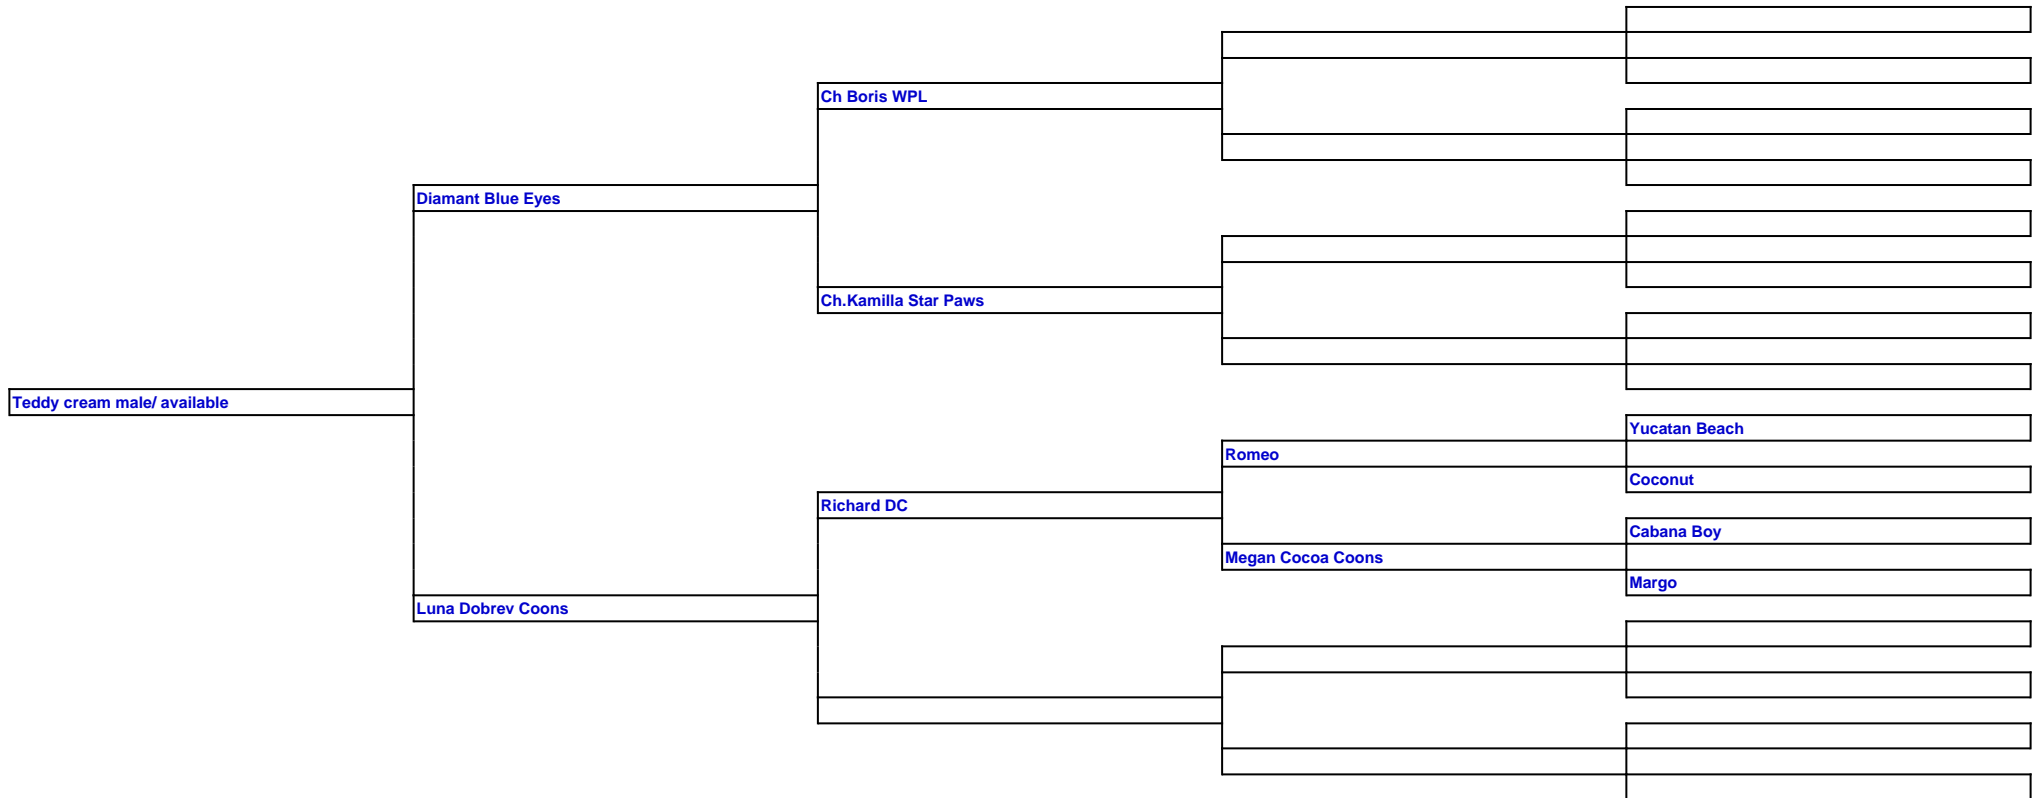 Ch Boris WPL
Diamant Blue Eyes
Ch.Kamilla Star Paws
Teddy cream male/ available
Yucatan Beach
Romeo
Coconut
Richard DC
Cabana Boy
Megan Cocoa Coons
Margo
Luna Dobrev Coons